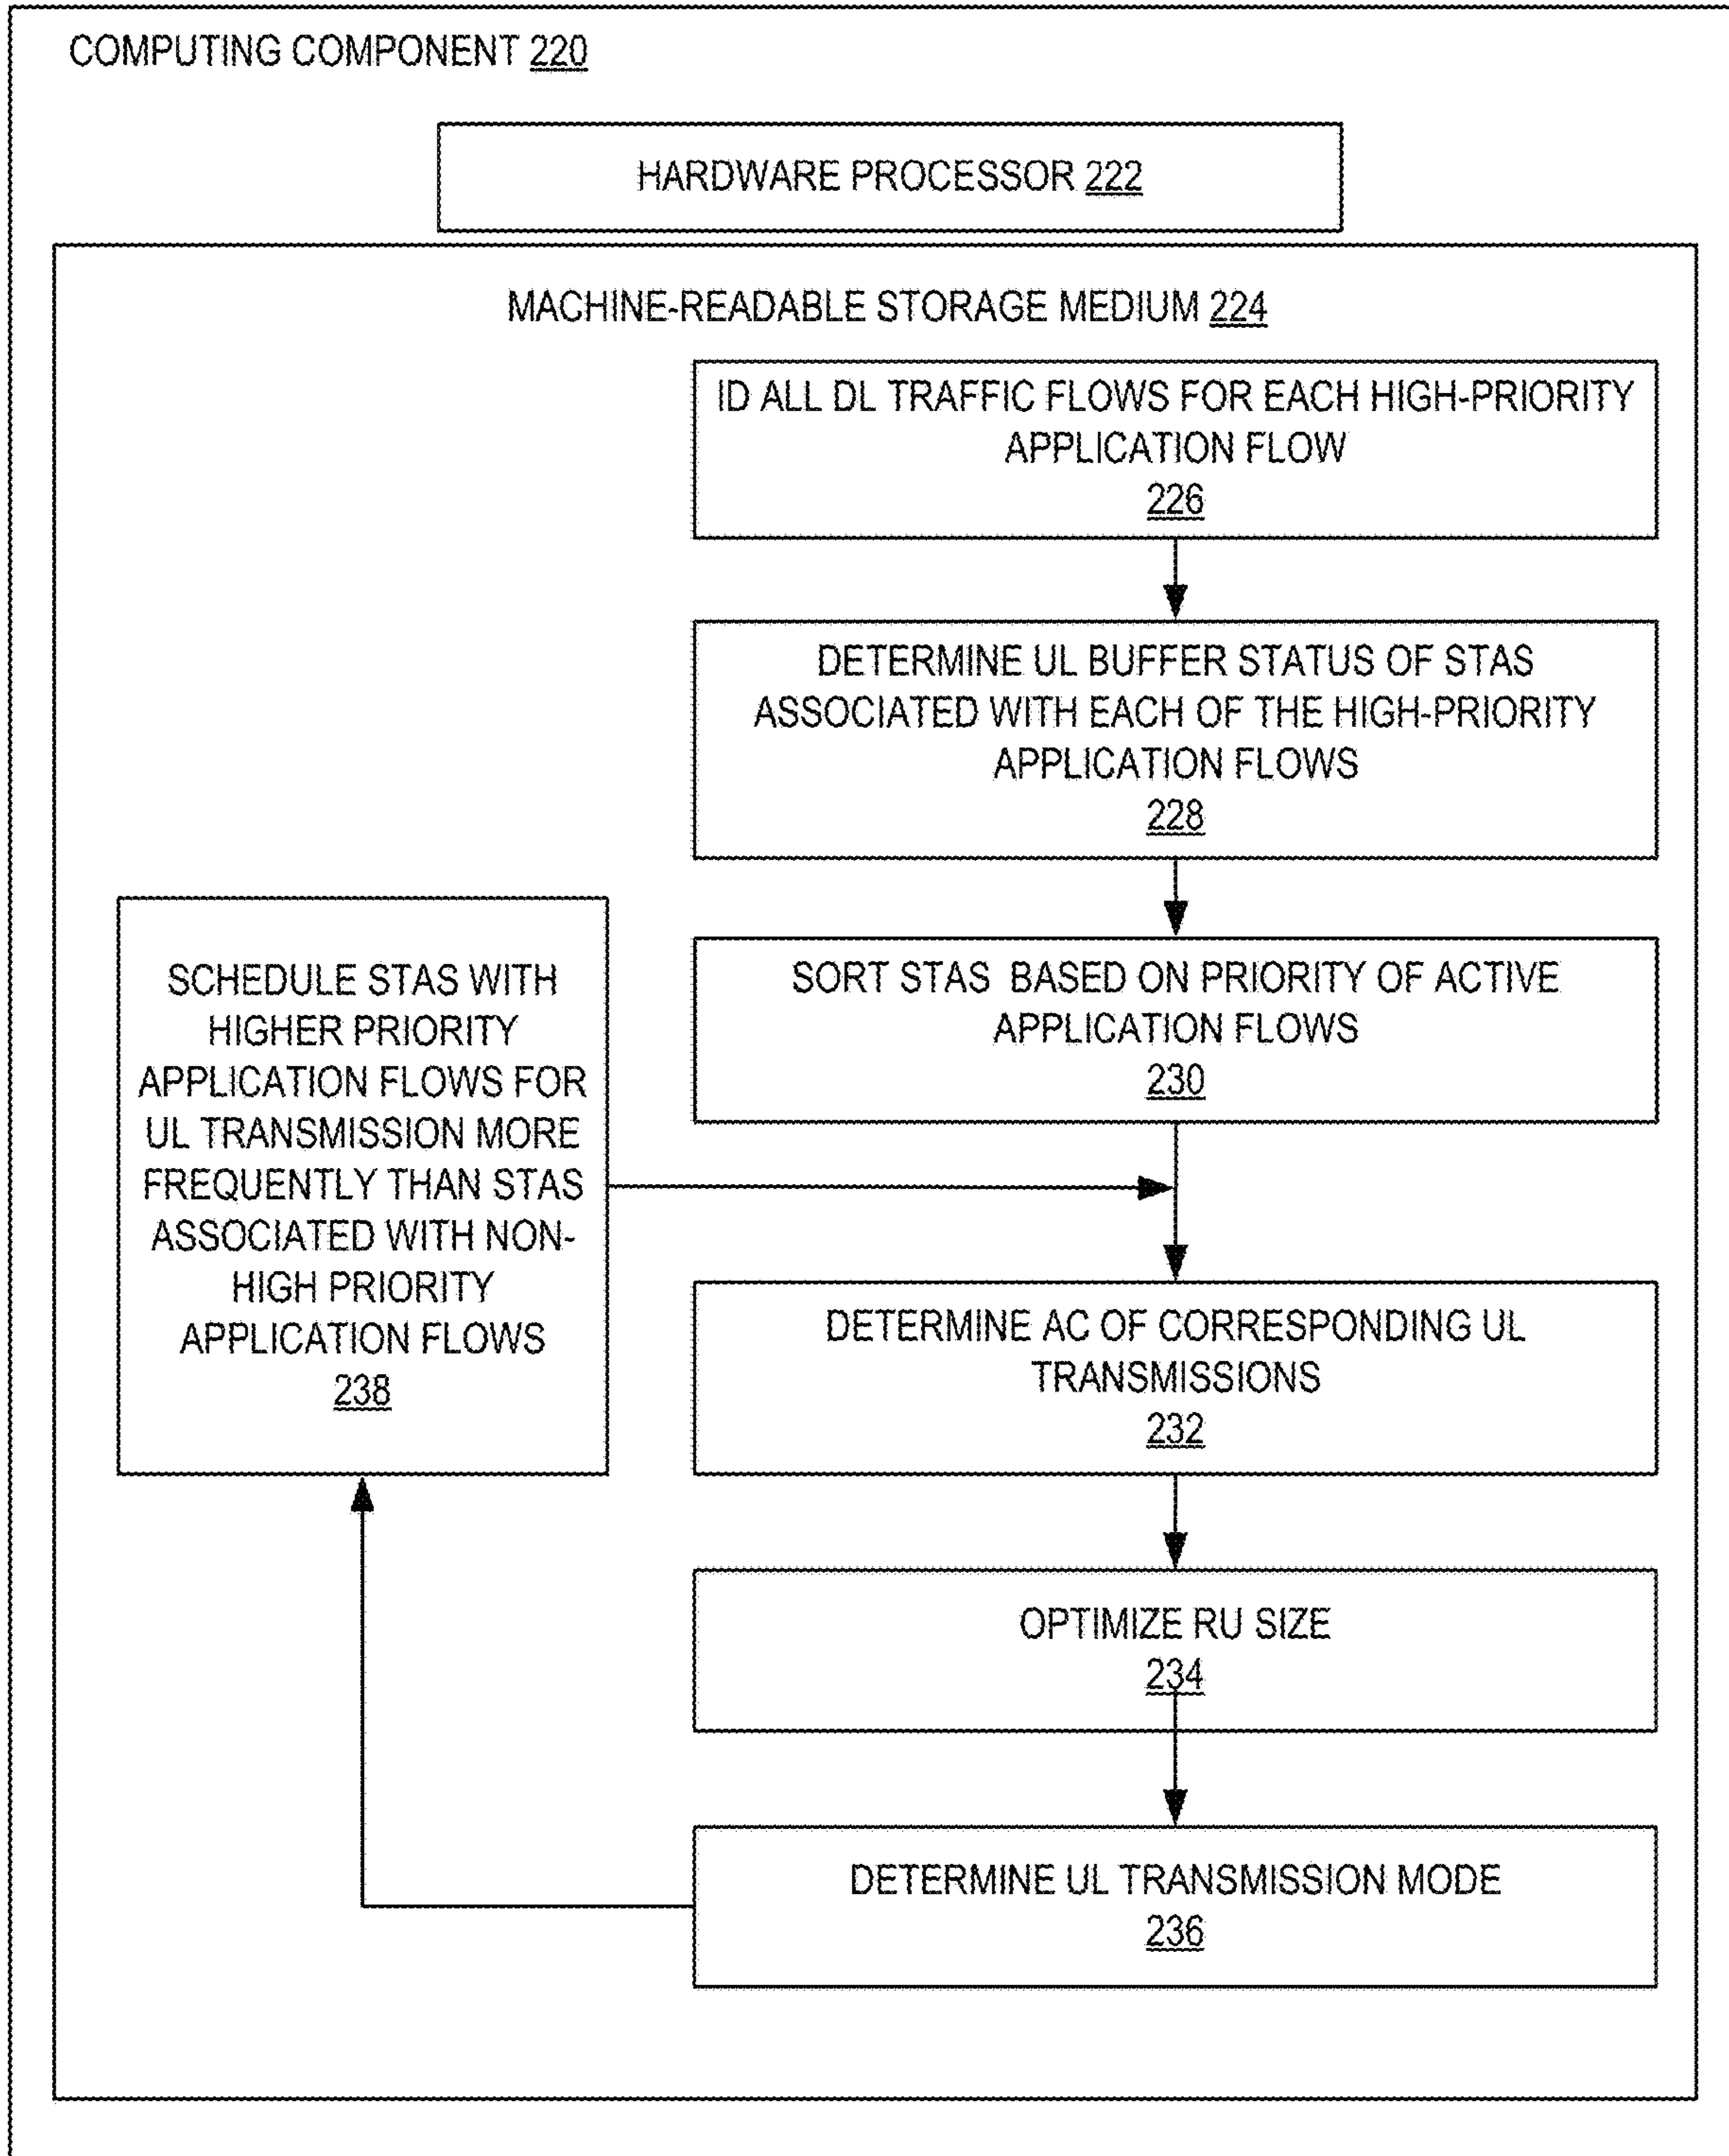 COMPUTING COMPONENT 220
HARDWARE PROCESSOR 222
MACHINE-READABLE STORAGE MEDIUM 224
ID ALL DL TRAFFIC FLOWS FOR EACH HIGH-PRIORITY
APPLICATION FLOW
226
DETERMINE UL BUFFER STATUS OF STAS
ASSOCIATED WITH EACH OF THE HIGH-PRIORITY
APPLICATION FLOWS
228
SORT STAS BASED ON PRIORITY OF ACTIVE
APPLICATION FLOWS
230
SCHEDULE STAS WITH
HIGHER PRIORITY
APPLICATION FLOWS FOR
UL TRANSMISSION MORE
FREQUENTLY THAN STAS
ASSOCIATED WITH NON-
HIGH PRIORITY
APPLICATION FLOWS
238
DETERMINE AC OF CORRESPONDING UL
TRANSMISSIONS
232
OPTIMIZE RU SIZE
234
DETERMINE UL TRANSMISSION MODE
236